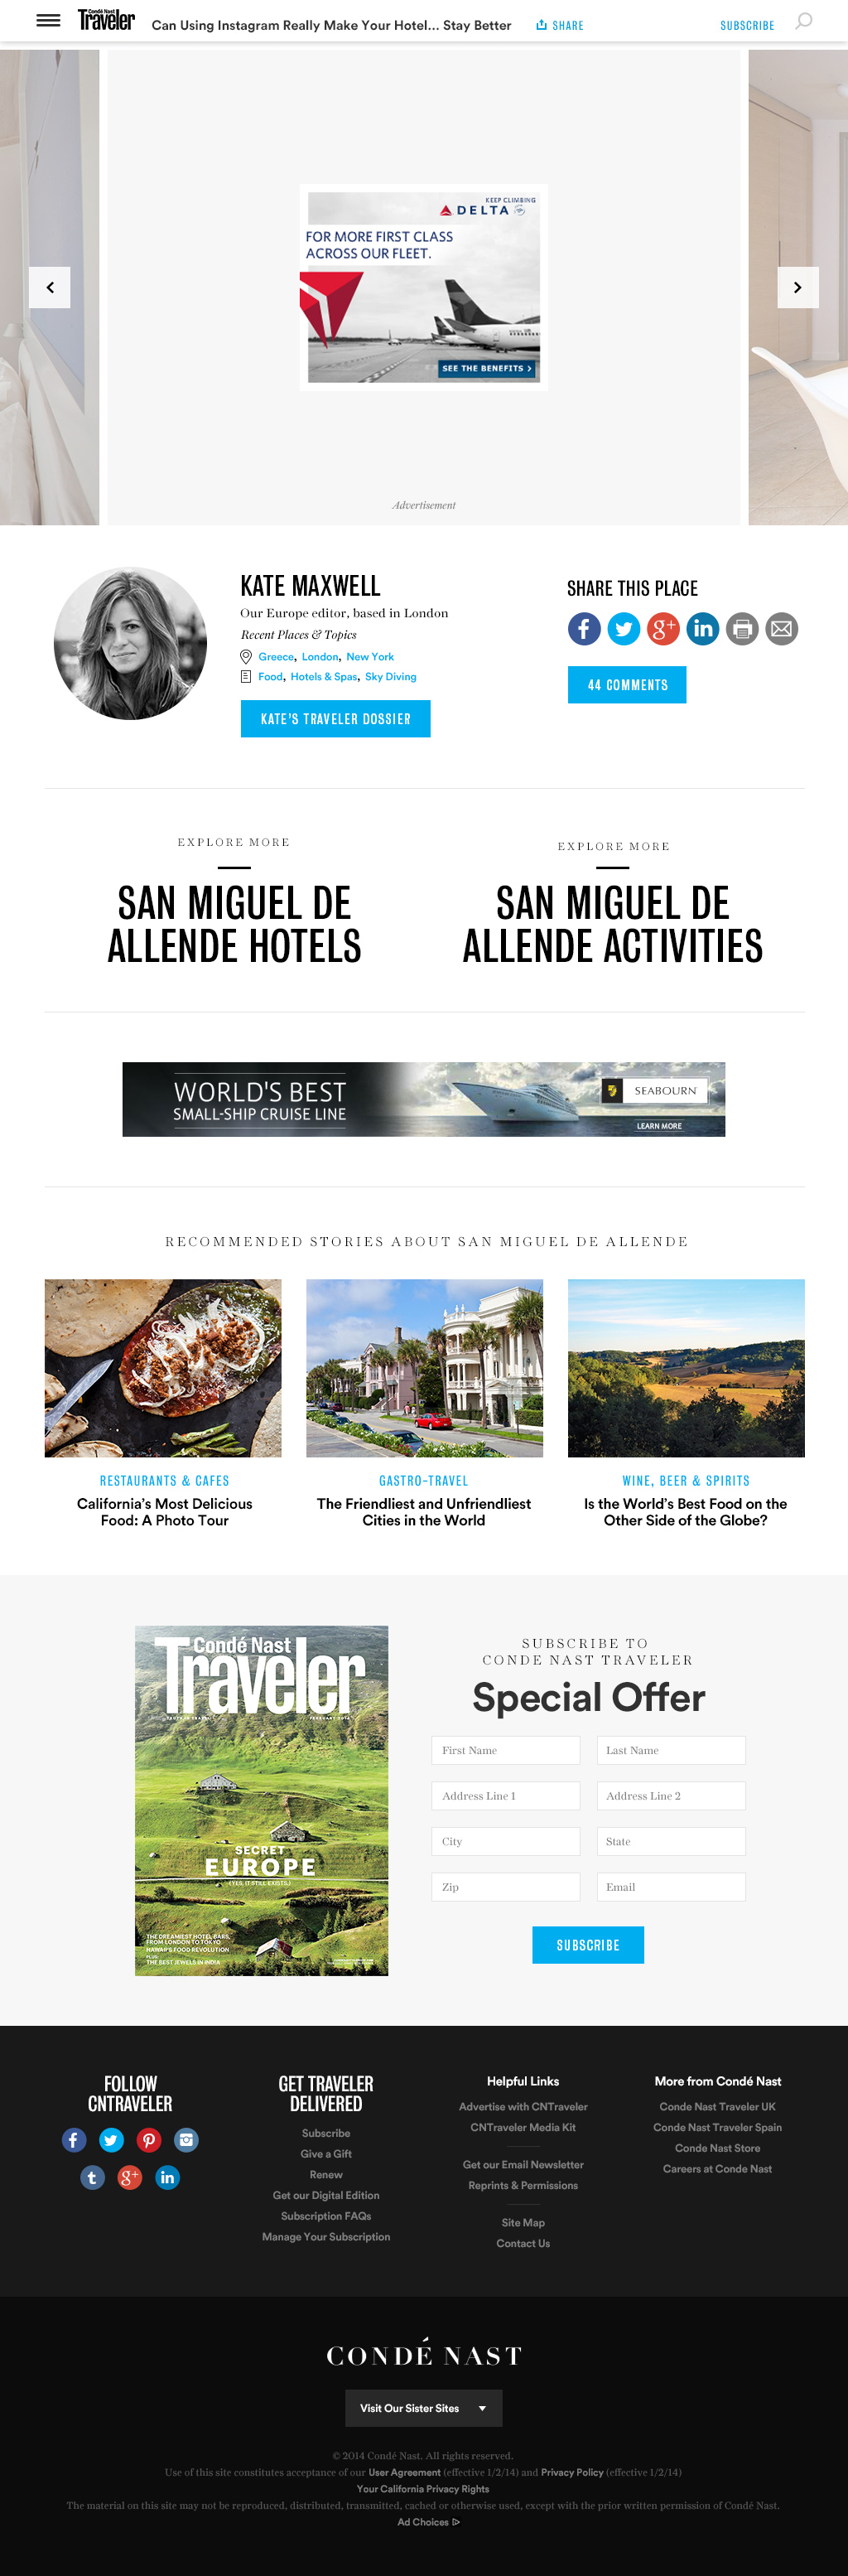 Condé Nast
Traveler
Can Using Instagram Really Make Your Hotel... Stay Better
SHARE
SUBSCRIBE
KEEP CLIMBING
DELTA
FOR MORE FIRST CLASS
ACROSS OUR FLEET.
SEE THE BENEFITS >
Advertisement
KATE MAXWELL
Our Europe editor, based in London
Recent Places & Topics
Greece, London, New York
Food, Hotels & Spas, Sky Diving
KATE'S TRAVELER DOSSIER
SHARE THIS PLACE
44 COMMENTS
EXPLORE MORE
SAN MIGUEL DE
ALLENDE HOTELS
EXPLORE MORE
SAN MIGUEL DE
ALLENDE ACTIVITIES
WORLD'S BEST
SMALL-SHIP CRUISE LINE
SEABOURN
LEARN MORE
RECOMMENDED STORIES ABOUT SAN MIGUEL DE ALLENDE
RESTAURANTS & CAFES
California's Most Delicious
Food: A Photo Tour
GASTRO-TRAVEL
The Friendliest and Unfriendliest
Cities in the World
WINE, BEER & SPIRITS
Is the World's Best Food on the
Other Side of the Globe?
Condé Nast
Traveler
TRUTH IN TRAVEL
FEBRUARY 2014
SECRET
EUROPE
(YES, IT STILL EXISTS.)
THE DREAMIEST HOTEL BARS,
FROM LONDON TO TOKYO
HAWAII'S FOOD REVOLUTION
PLUS
THE BEST JEWELS IN INDIA
SUBSCRIBE TO
CONDE NAST TRAVELER
Special Offer
First Name
Last Name
Address Line 1
Address Line 2
City
State
Zip
Email
SUBSCRIBE
FOLLOW
CNTRAVELER
GET TRAVELER
DELIVERED
Subscribe
Give a Gift
Renew
Get our Digital Edition
Subscription FAQs
Manage Your Subscription
Helpful Links
Advertise with CNTraveler
CNTraveler Media Kit
Get our Email Newsletter
Reprints & Permissions
Site Map
Contact Us
More from Condé Nast
Conde Nast Traveler UK
Conde Nast Traveler Spain
Conde Nast Store
Careers at Conde Nast
CONDÉ NAST
Visit Our Sister Sites
© 2014 Condé Nast. All rights reserved.
Use of this site constitutes acceptance of our User Agreement (effective 1/2/14) and Privacy Policy (effective 1/2/14)
Your California Privacy Rights
The material on this site may not be reproduced, distributed, transmitted, cached or otherwise used, except with the prior written permission of Condé Nast.
Ad Choices